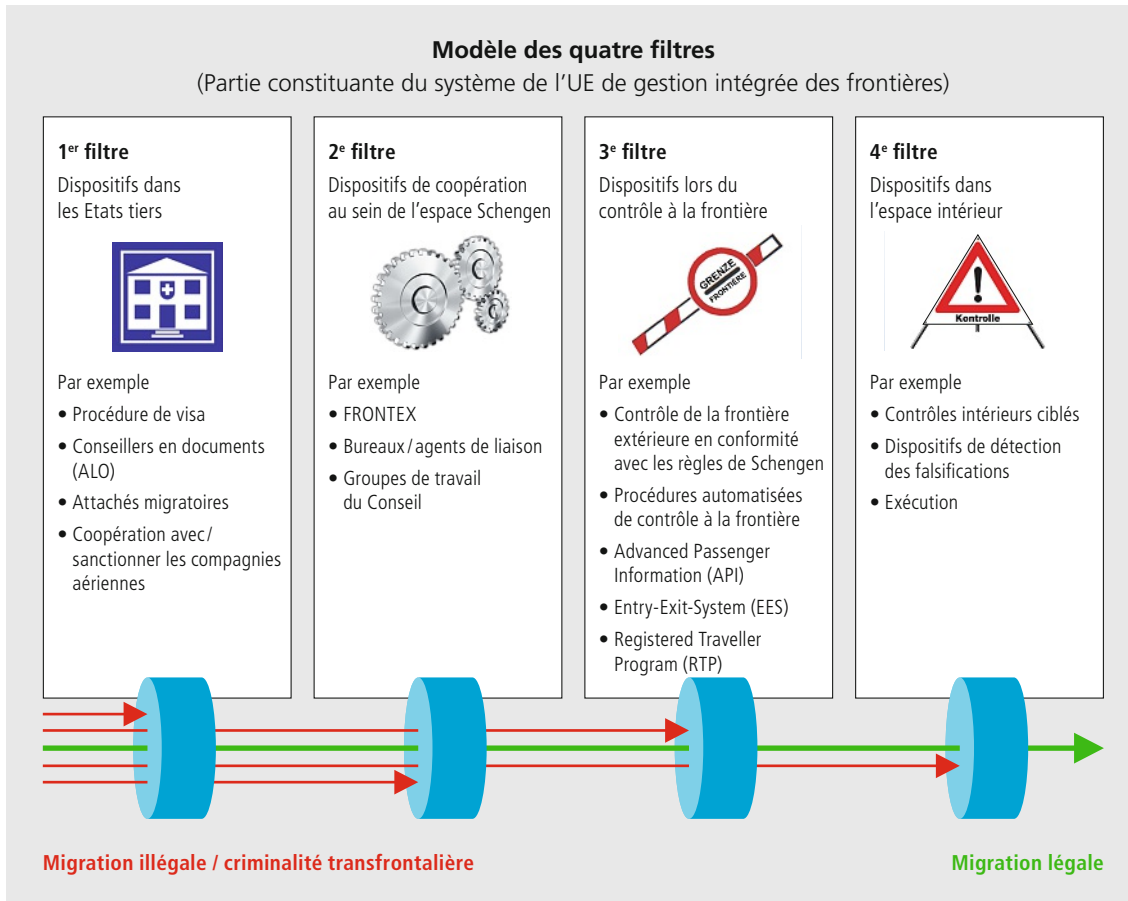 Modèle des quatre filtres
(Partie constituante du système de l'UE de gestion intégrée des frontières)
1er filtre
Dispositifs dans
les Etats tiers
Par exemple
• Procédure de visa
• Conseillers en documents
(ALO)
• Attachés migratoires
• Coopération avec/
sanctionner les compagnies
aériennes
2e filtre
Dispositifs de coopération
au sein de l'espace Schengen
Par exemple
• FRONTEX
• Bureaux/agents de liaison
• Groupes de travail
du Conseil
3e filtre
Dispositifs lors du
contrôle à la frontière
GRENZE
FRONTIERE
Par exemple
• Contrôle de la frontière
extérieure en conformité
avec les règles de Schengen
• Procédures automatisées
de contrôle à la frontière
• Advanced Passenger
Information (API)
• Entry-Exit-System (EES)
• Registered Traveller
Program (RTP)
4e filtre
Dispositifs dans
l'espace intérieur
Kontrolle
Par exemple
• Contrôles intérieurs ciblés
• Dispositifs de détection
des falsifications
• Exécution
Migration illégale / criminalité transfrontalière
Migration légale